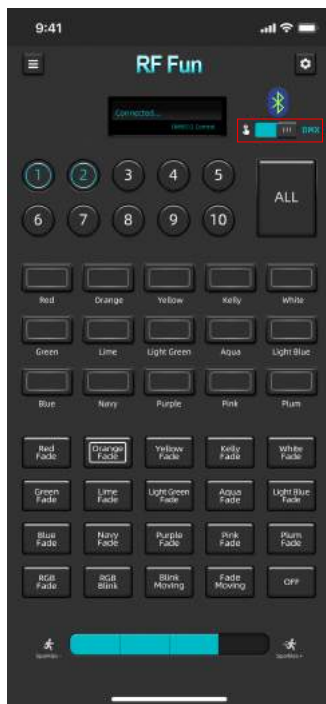 9:41
RF Fun
Connected...
DMX
1 2 3 4 5
ALL
6 7 8 9 10
Red Orange Yellow Kelly White
Green Lime Light Green Aqua Light Blue
Blue Navy Purple Pink Plum
Red Fade Orange Fade Yellow Fade Kelly Fade White Fade
Green Fade Lime Fade Light Green Fade Aqua Fade Light Blue Fade
Blue Fade Navy Fade Purple Fade Pink Fade Plum Fade
RGB Fade RGB Blink Blink Moving Fade Moving OFF